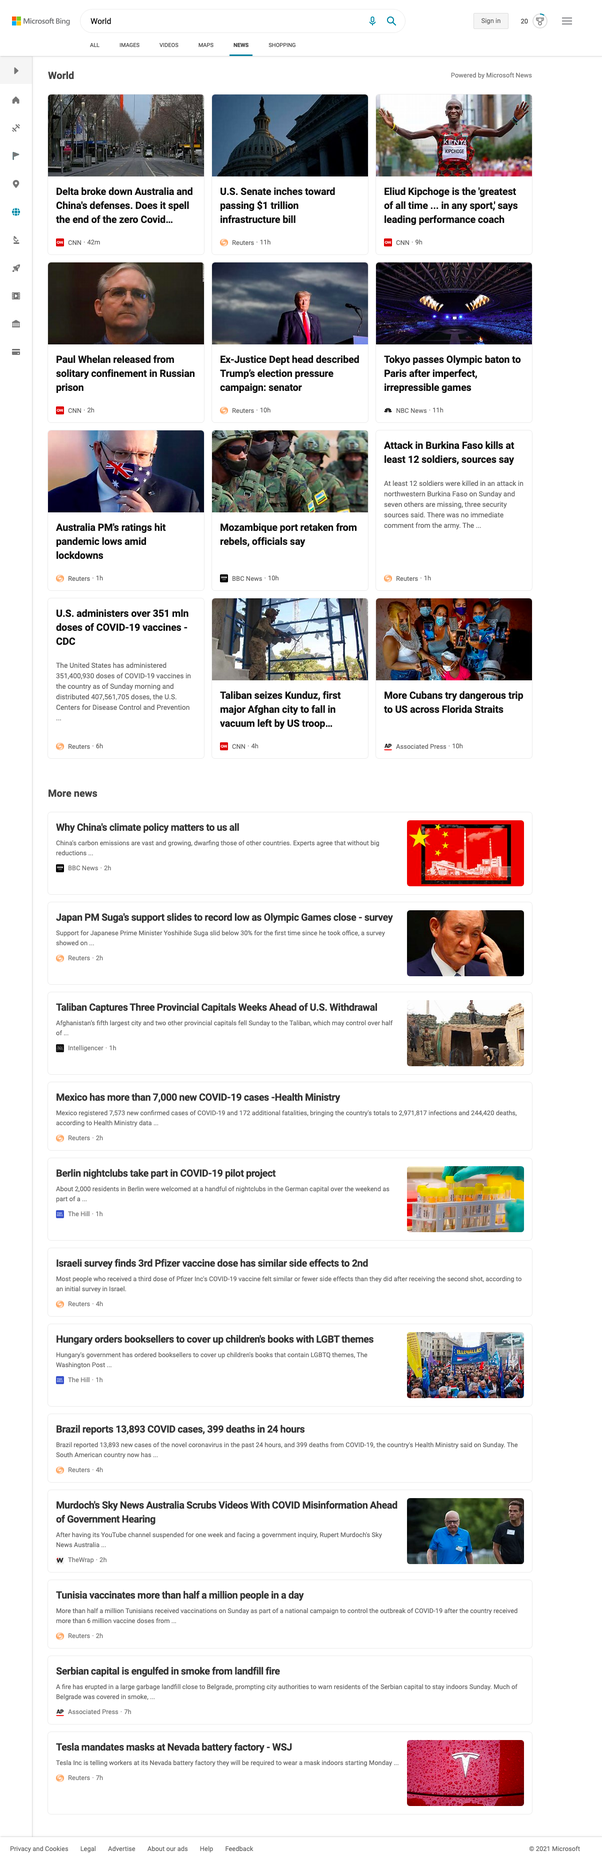 Microsoft Bing
World
Sign in
20
ALL
IMAGES
VIDEOS
MAPS
NEWS
SHOPPING
World
Powered by Microsoft News
Delta broke down Australia and
China's defenses. Does it spell
the end of the zero Covid...
CNN · 42m
U.S. Senate inches toward
passing $1 trillion
infrastructure bill
Reuters · 11h
KENYA
KIPCHOGE
Eliud Kipchoge is the 'greatest
of all time ... in any sport,' says
leading performance coach
CNN · 9h
Paul Whelan released from
solitary confinement in Russian
prison
CNN · 2h
Ex-Justice Dept head described
Trump's election pressure
campaign: senator
Reuters · 10h
Tokyo passes Olympic baton to
Paris after imperfect,
irrepressible games
NBC News · 11h
Australia PM's ratings hit
pandemic lows amid
lockdowns
Reuters · 1h
Mozambique port retaken from
rebels, officials say
BBC News · 10h
Attack in Burkina Faso kills at
least 12 soldiers, sources say
At least 12 soldiers were killed in an attack in
northwestern Burkina Faso on Sunday and
seven others are missing, three security
sources said. There was no immediate
comment from the army. The ...
Reuters · 1h
U.S. administers over 351 mln
doses of COVID-19 vaccines -
CDC
The United States has administered
351,400,930 doses of COVID-19 vaccines in
the country as of Sunday morning and
distributed 407,561,705 doses, the U.S.
Centers for Disease Control and Prevention
...
Reuters · 6h
Taliban seizes Kunduz, first
major Afghan city to fall in
vacuum left by US troop...
CNN · 4h
More Cubans try dangerous trip
to US across Florida Straits
AP Associated Press · 10h
More news
Why China's climate policy matters to us all
China's carbon emissions are vast and growing, dwarfing those of other countries. Experts agree that without big
reductions ...
BBC News · 2h
Japan PM Suga's support slides to record low as Olympic Games close - survey
Support for Japanese Prime Minister Yoshihide Suga slid below 30% for the first time since he took office, a survey
showed on ...
Reuters · 2h
Taliban Captures Three Provincial Capitals Weeks Ahead of U.S. Withdrawal
Afghanistan's fifth largest city and two other provincial capitals fell Sunday to the Taliban, which may control over half
of ...
Intelligencer · 1h
Mexico has more than 7,000 new COVID-19 cases -Health Ministry
Mexico registered 7,573 new confirmed cases of COVID-19 and 172 additional fatalities, bringing the country's totals to 2,971,817 infections and 244,420 deaths,
according to Health Ministry data ...
Reuters · 2h
Berlin nightclubs take part in COVID-19 pilot project
About 2,000 residents in Berlin were welcomed at a handful of nightclubs in the German capital over the weekend as
part of a ...
The Hill · 1h
Israeli survey finds 3rd Pfizer vaccine dose has similar side effects to 2nd
Most people who received a third dose of Pfizer Inc's COVID-19 vaccine felt similar or fewer side effects than they did after receiving the second shot, according to
an initial survey in Israel.
Reuters · 4h
Hungary orders booksellers to cover up children's books with LGBT themes
Hungary's government has ordered booksellers to cover up children's books that contain LGBTQ themes, The
Washington Post ...
The Hill · 1h
Brazil reports 13,893 COVID cases, 399 deaths in 24 hours
Brazil reported 13,893 new cases of the novel coronavirus in the past 24 hours, and 399 deaths from COVID-19, the country's Health Ministry said on Sunday. The
South American country now has ...
Reuters · 4h
Murdoch's Sky News Australia Scrubs Videos With COVID Misinformation Ahead
of Government Hearing
After having its YouTube channel suspended for one week and facing a government inquiry, Rupert Murdoch's Sky
News Australia ...
W TheWrap · 2h
Tunisia vaccinates more than half a million people in a day
More than half a million Tunisians received vaccinations on Sunday as part of a national campaign to control the outbreak of COVID-19 after the country received
more than 6 million vaccine doses from ...
Reuters · 2h
Serbian capital is engulfed in smoke from landfill fire
A fire has erupted in a large garbage landfill close to Belgrade, prompting city authorities to warn residents of the Serbian capital to stay indoors Sunday. Much of
Belgrade was covered in smoke, ...
AP Associated Press · 7h
Tesla mandates masks at Nevada battery factory - WSJ
Tesla Inc is telling workers at its Nevada battery factory they will be required to wear a mask indoors starting Monday ...
Reuters · 7h
Privacy and Cookies
Legal
Advertise
About our ads
Help
Feedback
© 2021 Microsoft